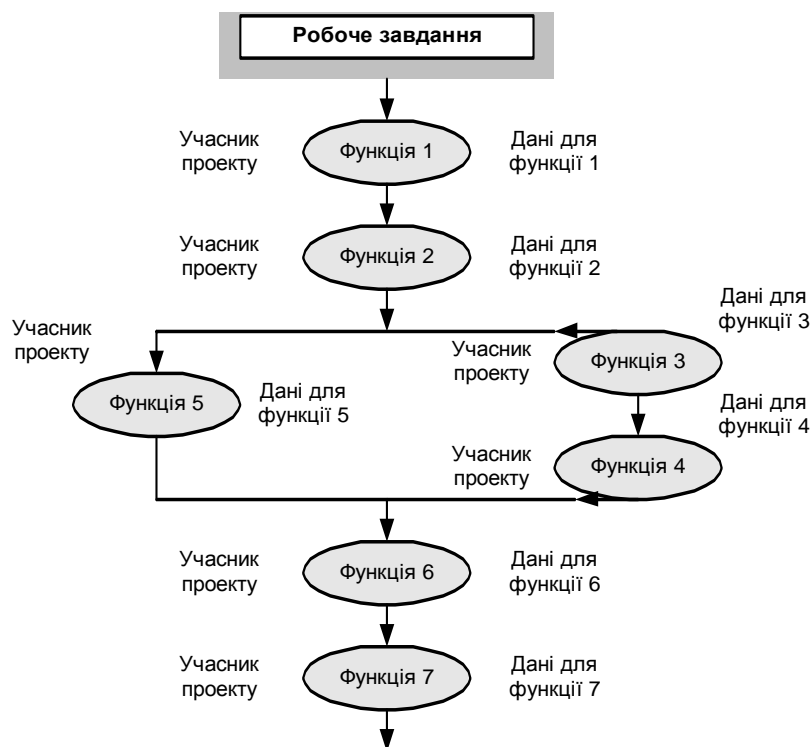 Робоче завдання
Учасник
проекту
Функція 1
Дані для
функції 1
Учасник
проекту
Функція 2
Дані для
функції 2
Дані для
функції 3
Учасник
проекту
Учасник
проекту
Функція 3
Функція 5
Дані для
функції 5
Дані для
функції 4
Учасник
проекту
Функція 4
Учасник
проекту
Функція 6
Дані для
функції 6
Учасник
проекту
Функція 7
Дані для
функції 7